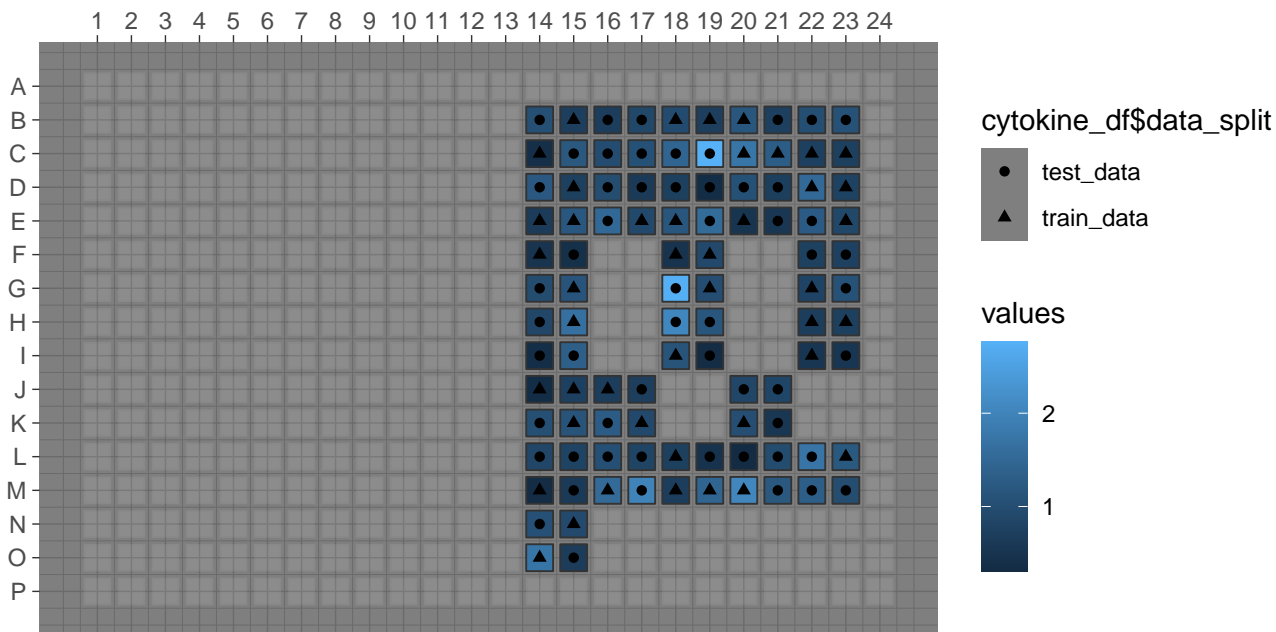 1 2 3 4 5 6 7 8 9 10 11 12 13 14 15 16 17 18 19 20 21 22 23 24
A
B
C
D
E
F
G
H
I
J
K
L
M
N
O
P
cytokine_df$data_split
test_data
train_data
values
2
1